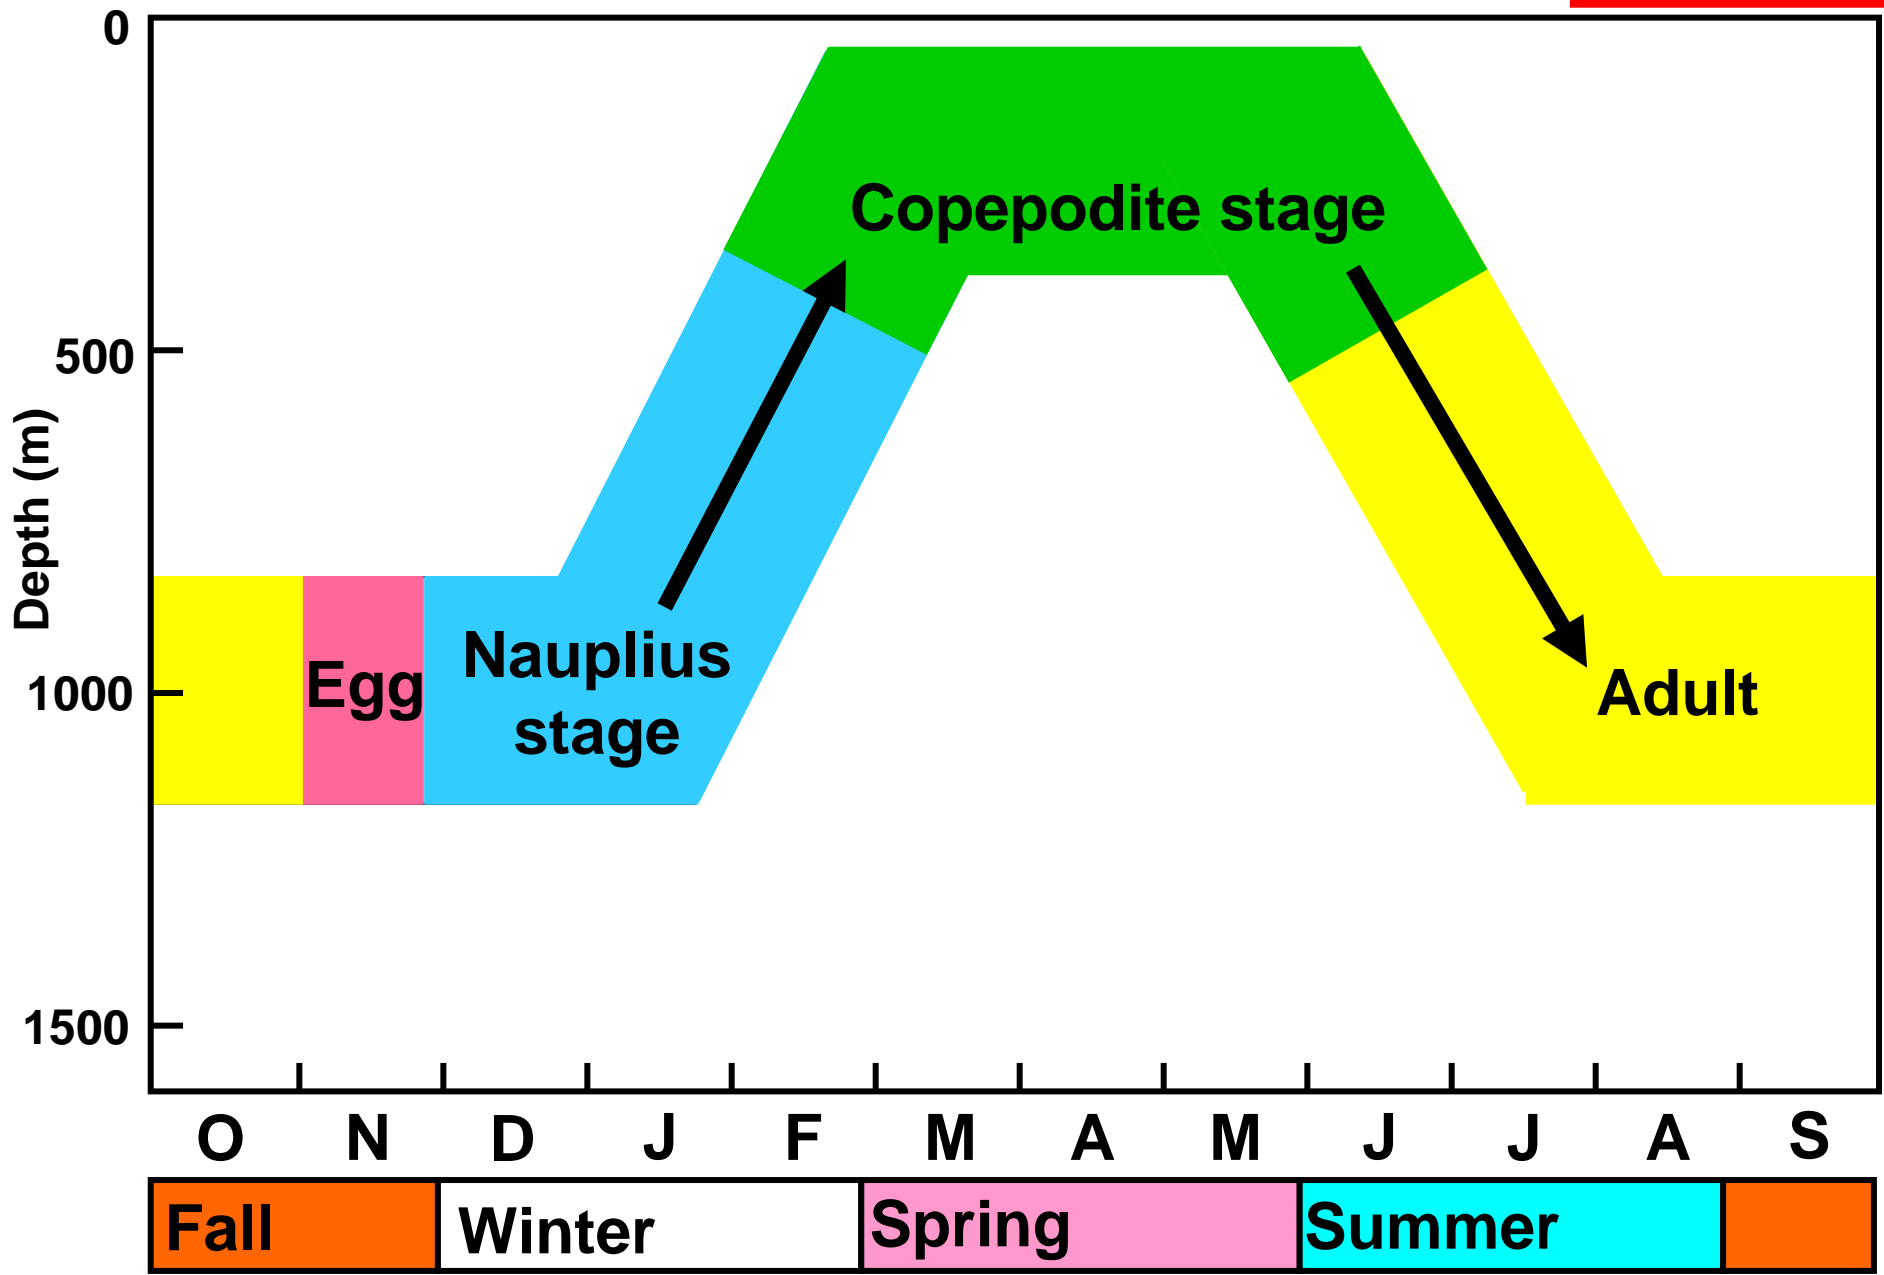 0
500
1000
1500
Depth (m)
Copepodite stage
Egg
Nauplius
stage
Adult
O N D J F M A M J J A S
Fall Winter Spring Summer